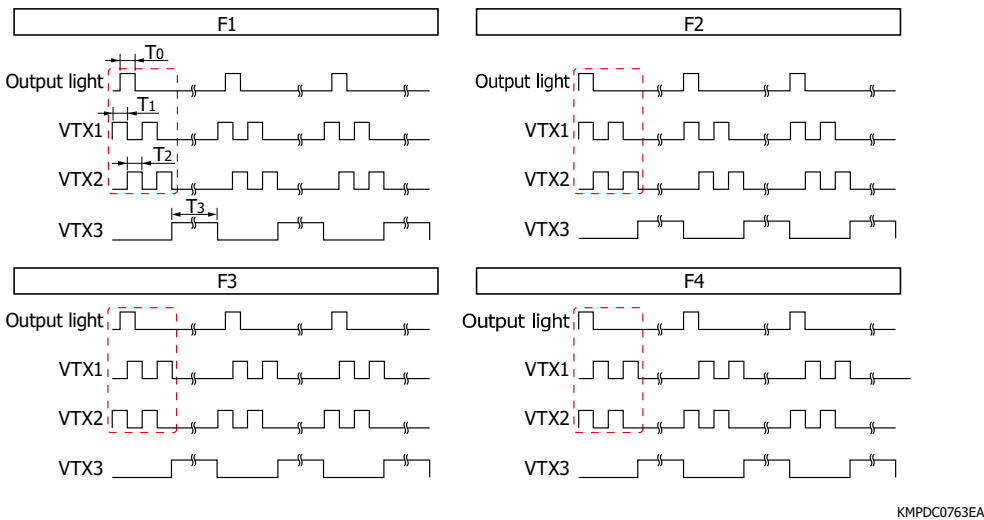 F1
T0
Output light
T1
VTX1
T2
VTX2
T3
VTX3
F2
Output light
VTX1
VTX2
VTX3
F3
Output light
VTX1
VTX2
VTX3
F4
Output light
VTX1
VTX2
VTX3
KMPDC0763EA